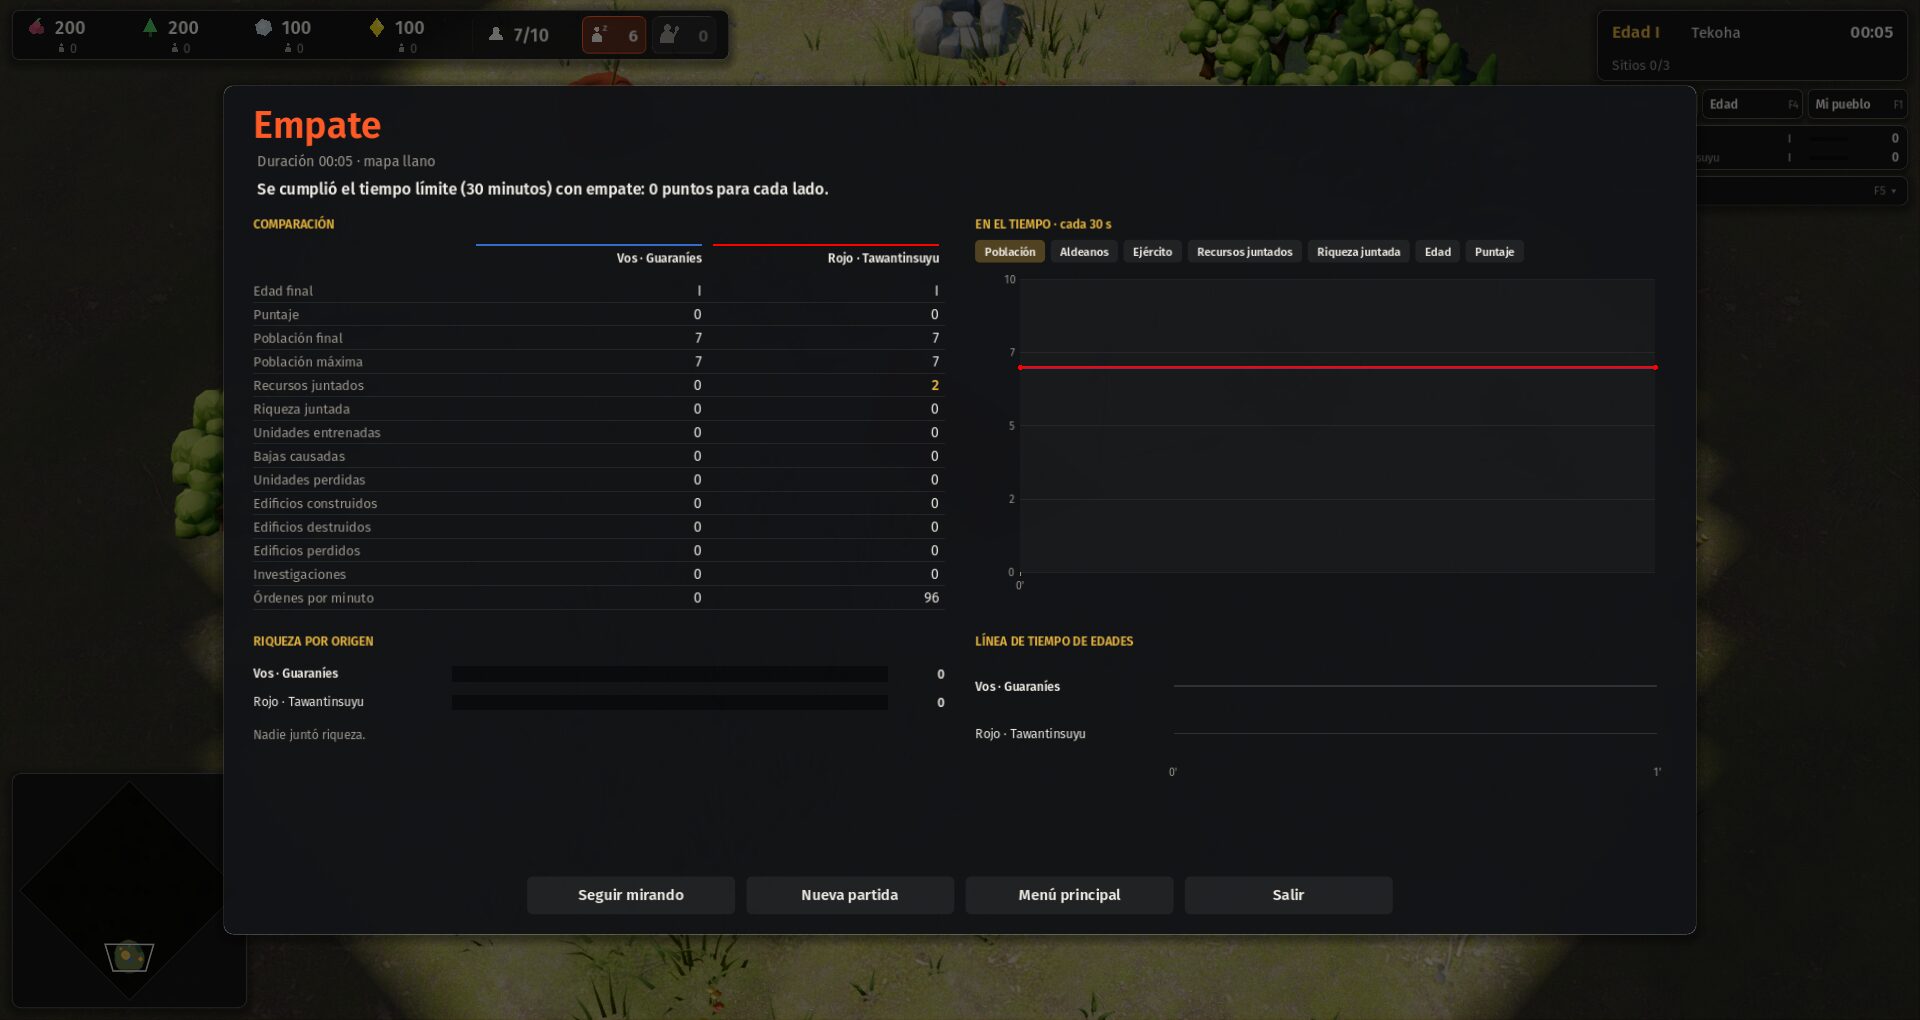 200 200 100 100 7/10 6 0
0 0 0 0
Edad I Tekoha 00:05
Sitios 0/3
Edad F4 Mi pueblo F1
I 0
suyu I 0
F5
Empate
Duración 00:05 · mapa llano
Se cumplió el tiempo límite (30 minutos) con empate: 0 puntos para cada lado.
COMPARACIÓN
Vos · Guaraníes Rojo · Tawantinsuyu
Edad final I I
Puntaje 0 0
Población final 7 7
Población máxima 7 7
Recursos juntados 0 2
Riqueza juntada 0 0
Unidades entrenadas 0 0
Bajas causadas 0 0
Unidades perdidas 0 0
Edificios construidos 0 0
Edificios destruidos 0 0
Edificios perdidos 0 0
Investigaciones 0 0
Órdenes por minuto 0 96
EN EL TIEMPO · cada 30 s
Población Aldeanos Ejército Recursos juntados Riqueza juntada Edad Puntaje
10
7
5
2
0
0'
RIQUEZA POR ORIGEN
Vos · Guaraníes 0
Rojo · Tawantinsuyu 0
Nadie juntó riqueza.
LÍNEA DE TIEMPO DE EDADES
Vos · Guaraníes
Rojo · Tawantinsuyu
0' 1'
Seguir mirando Nueva partida Menú principal Salir